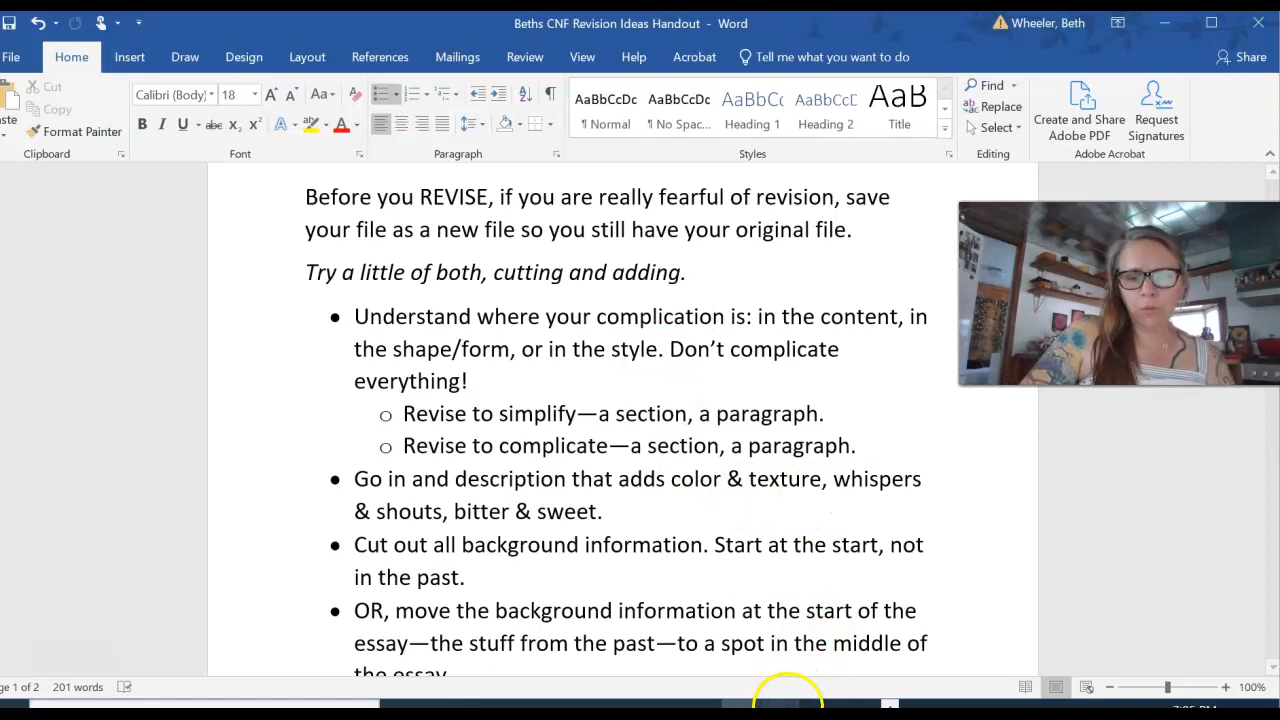 Beths CNF Revision Ideas Handout - Word
Wheeler, Beth
File Home Insert Draw Design Layout References Mailings Review View Help Acrobat Tell me what you want to do Share
Cut
Copy
Format Painter
Clipboard
Calibri (Body) 18
Font
Paragraph
AaBbCcDc AaBbCcDc AaBbCc AaBbCcD AaB
¶ Normal ¶ No Spac... Heading 1 Heading 2 Title
Styles
Find
Replace
Select
Editing
Create and Share Adobe PDF
Request Signatures
Adobe Acrobat
Before you REVISE, if you are really fearful of revision, save
your file as a new file so you still have your original file.
Try a little of both, cutting and adding.
• Understand where your complication is: in the content, in
the shape/form, or in the style. Don’t complicate
everything!
o Revise to simplify—a section, a paragraph.
o Revise to complicate—a section, a paragraph.
• Go in and description that adds color & texture, whispers
& shouts, bitter & sweet.
• Cut out all background information. Start at the start, not
in the past.
• OR, move the background information at the start of the
essay—the stuff from the past—to a spot in the middle of
the essay.
age 1 of 2 201 words 100%